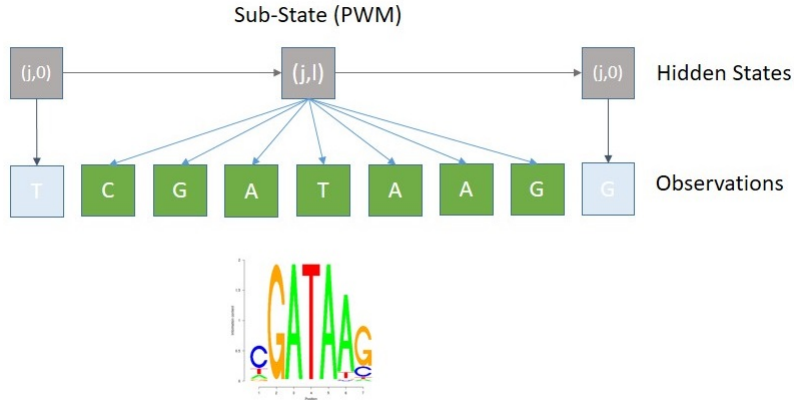 Sub-State (PWM)
(j,0) (j,l) (j,0) Hidden States
T C G A T A A G G Observations
C G A T A A G
C